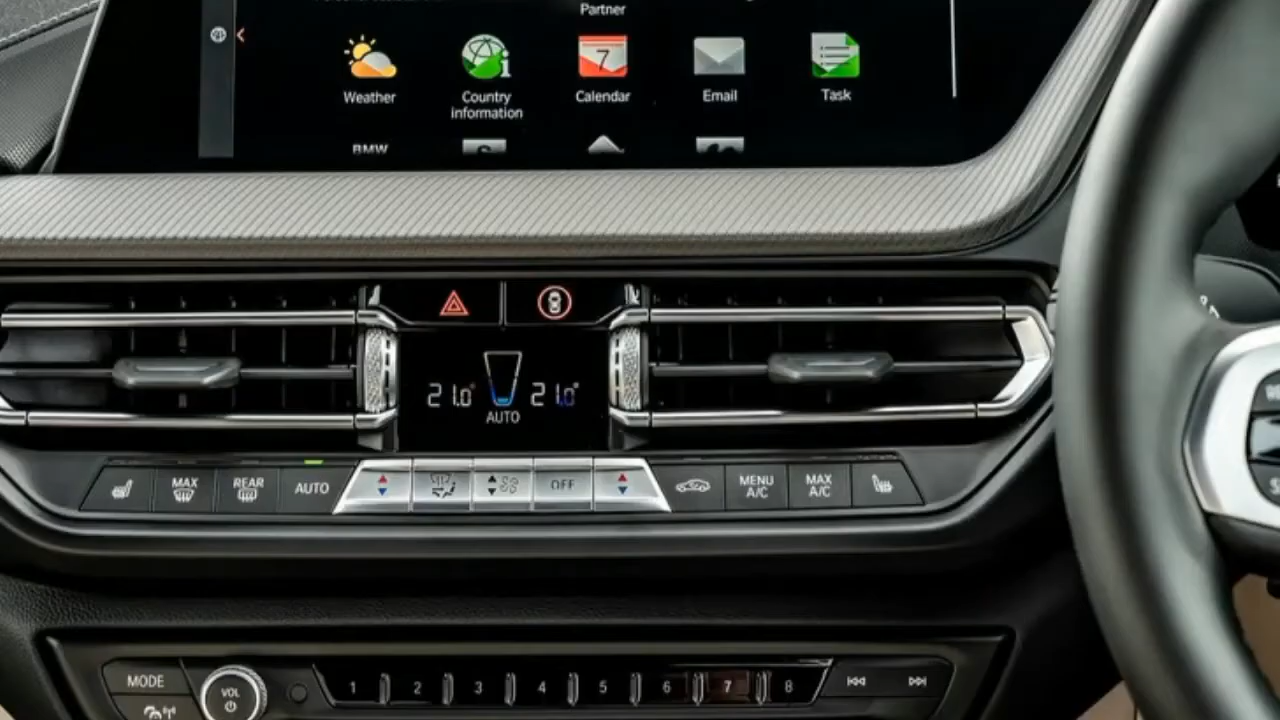 Partner
Weather
Country
information
Calendar
7
Email
Task
BMW
21.0° 21.0°
AUTO
MAX
REAR
AUTO
OFF
MENU
A/C
MAX
A/C
MODE
VOL
1 2 3 4 5 6 7 8